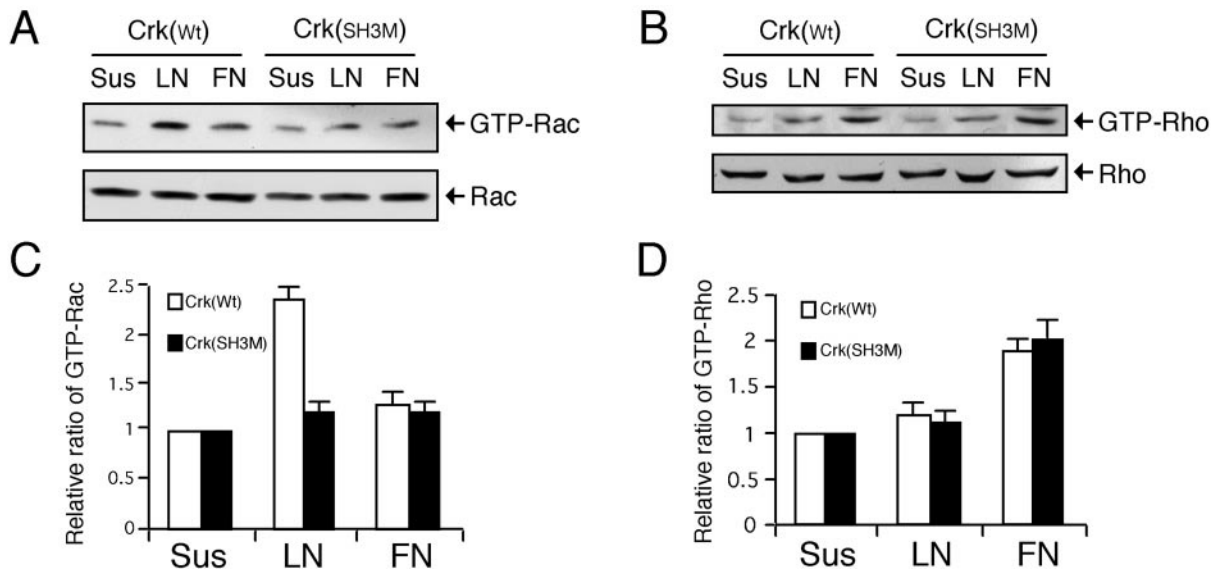 A
Crk(Wt) Crk(SH3M)
Sus LN FN Sus LN FN
GTP-Rac
Rac
B
Crk(Wt) Crk(SH3M)
Sus LN FN Sus LN FN
GTP-Rho
Rho
C
Relative ratio of GTP-Rac
2.5
2
1.5
1
0.5
0
Crk(Wt)
Crk(SH3M)
Sus LN FN
D
Relative ratio of GTP-Rho
2.5
2
1.5
1
0.5
0
Crk(Wt)
Crk(SH3M)
Sus LN FN